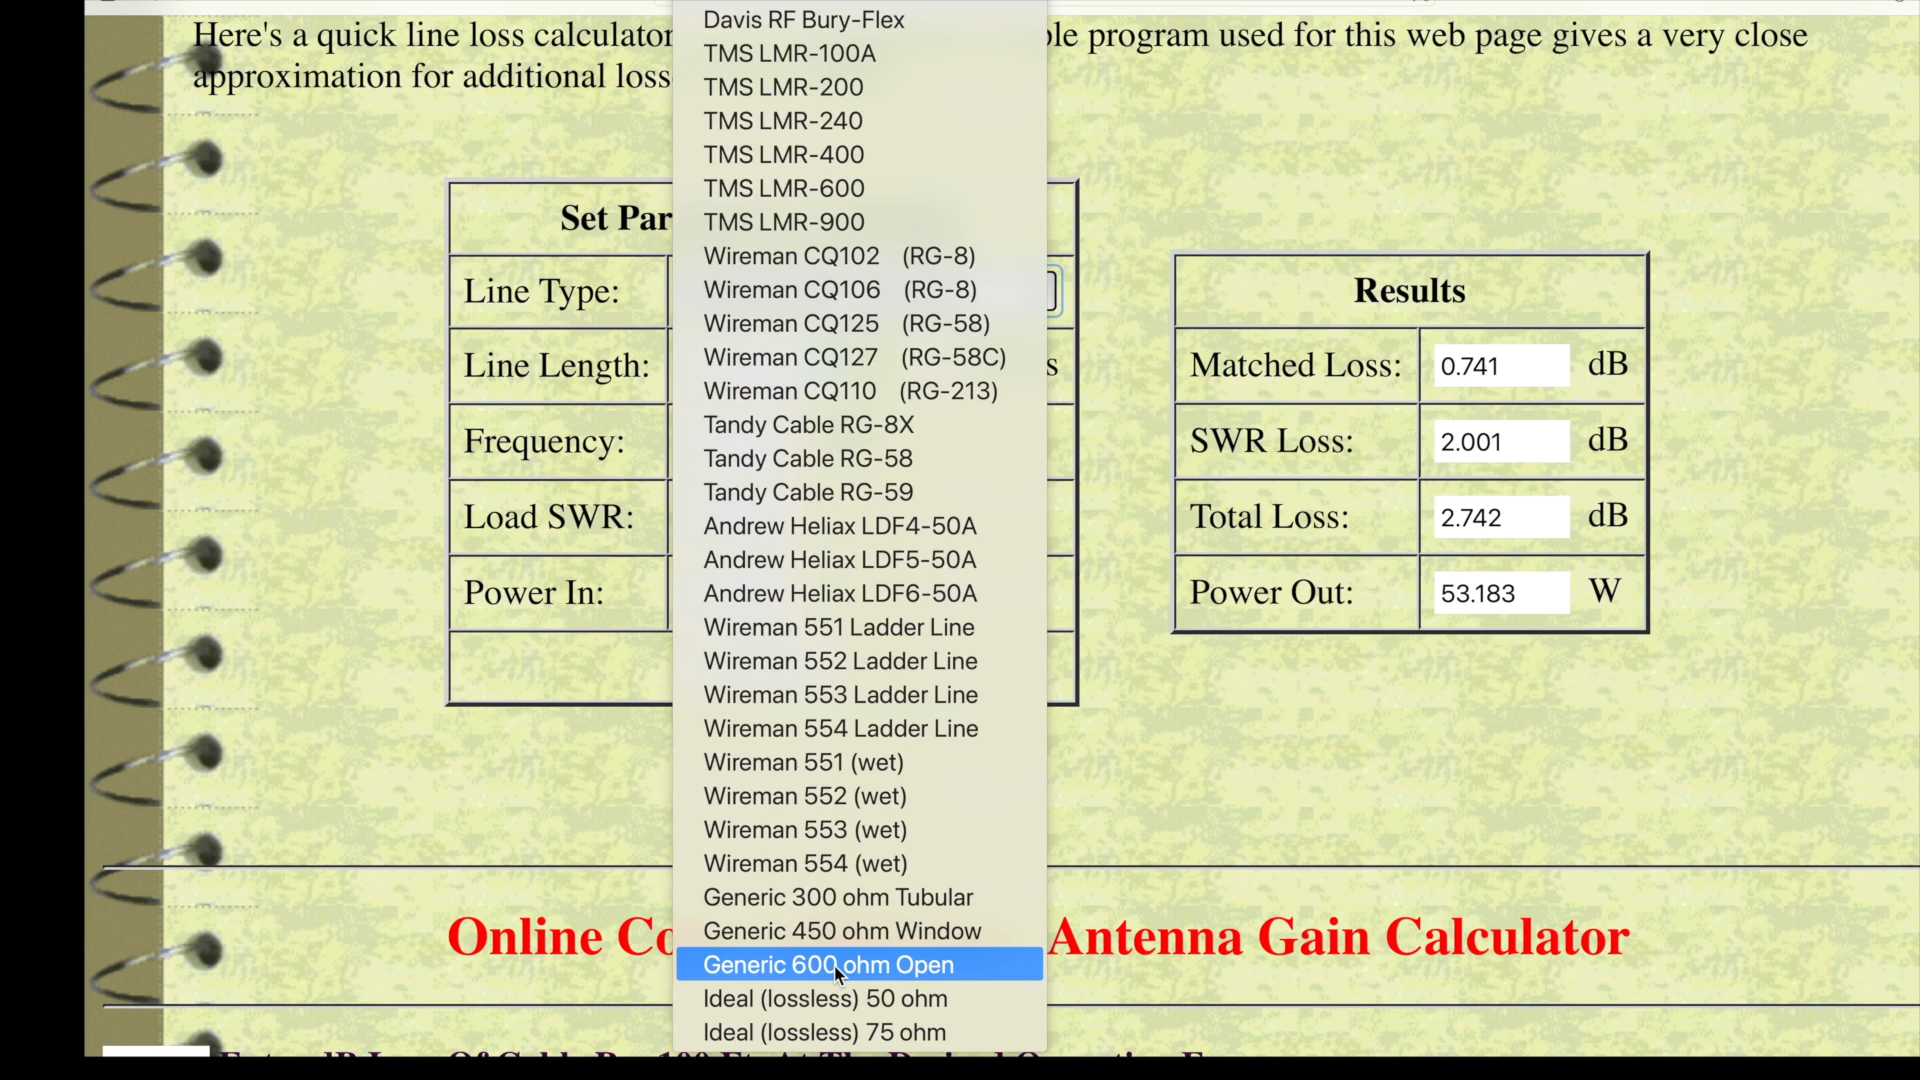 Here's a quick line loss calculator le program used for this web page gives a very close
approximation for additional loss
Set Par
Line Type:
Line Length: s
Frequency:
Load SWR:
Power In:
Davis RF Bury-Flex
TMS LMR-100A
TMS LMR-200
TMS LMR-240
TMS LMR-400
TMS LMR-600
TMS LMR-900
Wireman CQ102 (RG-8)
Wireman CQ106 (RG-8)
Wireman CQ125 (RG-58)
Wireman CQ127 (RG-58C)
Wireman CQ110 (RG-213)
Tandy Cable RG-8X
Tandy Cable RG-58
Tandy Cable RG-59
Andrew Heliax LDF4-50A
Andrew Heliax LDF5-50A
Andrew Heliax LDF6-50A
Wireman 551 Ladder Line
Wireman 552 Ladder Line
Wireman 553 Ladder Line
Wireman 554 Ladder Line
Wireman 551 (wet)
Wireman 552 (wet)
Wireman 553 (wet)
Wireman 554 (wet)
Generic 300 ohm Tubular
Generic 450 ohm Window
Generic 600 ohm Open
Ideal (lossless) 50 ohm
Ideal (lossless) 75 ohm
Results
Matched Loss: 0.741 dB
SWR Loss: 2.001 dB
Total Loss: 2.742 dB
Power Out: 53.183 W
Online Co Antenna Gain Calculator